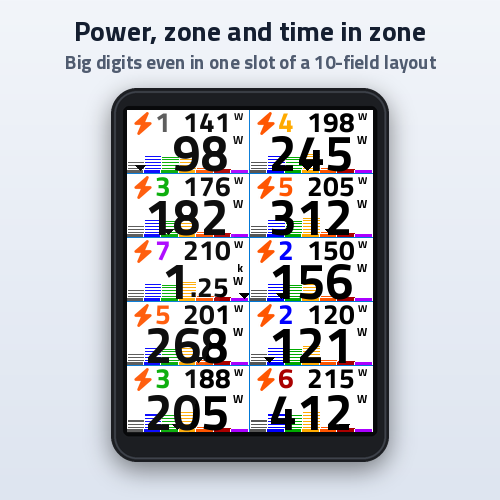 Power, zone and time in zone
Big digits even in one slot of a 10-field layout
1 141 W 4 198 W
98 W 245 W
3 176 W 5 205 W
182 W 312 W
7 210 W 2 150 W
1.25 k W 156 W
5 201 W 2 120 W
268 W 121 W
3 188 W 6 215 W
205 W 412 W